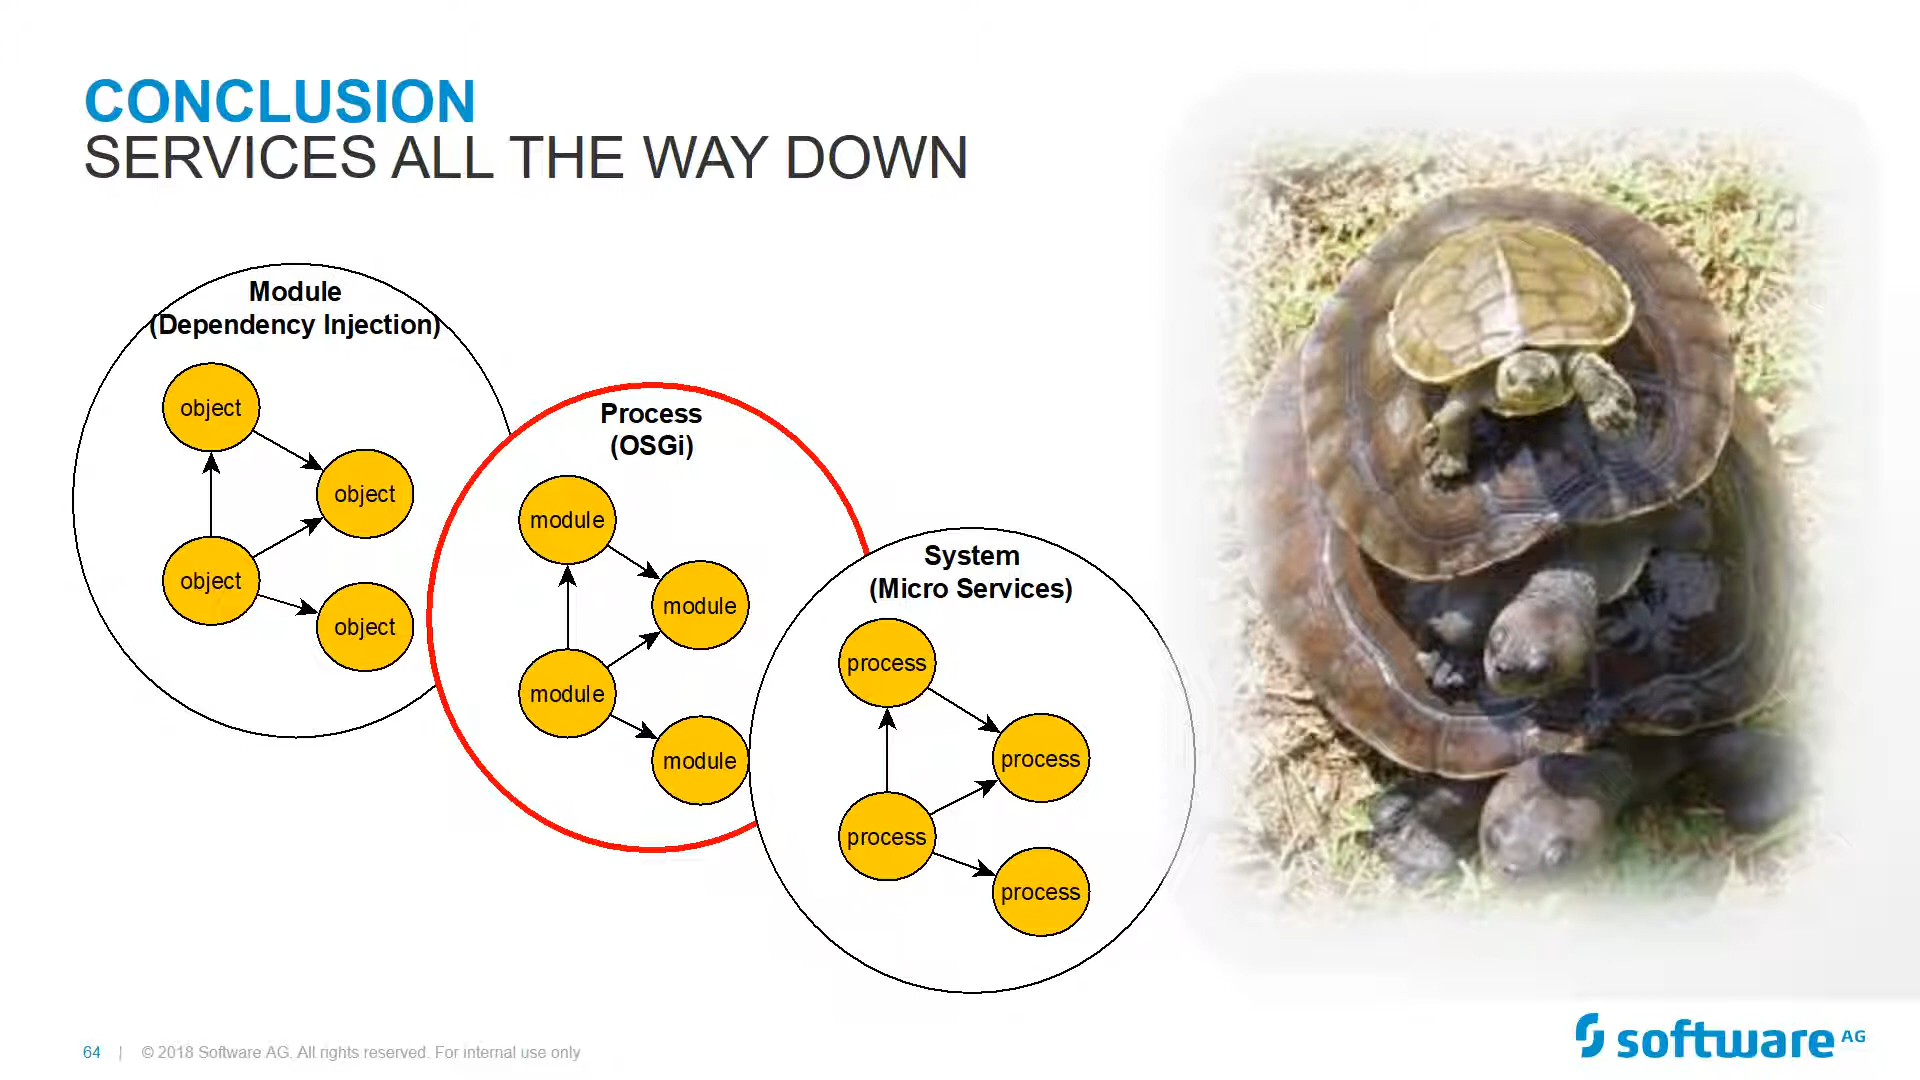 CONCLUSION
SERVICES ALL THE WAY DOWN
Module
(Dependency Injection)
object
object
object
object
Process
(OSGi)
module
module
module
module
System
(Micro Services)
process
process
process
process
64 | © 2018 Software AG. All rights reserved. For internal use only
software AG